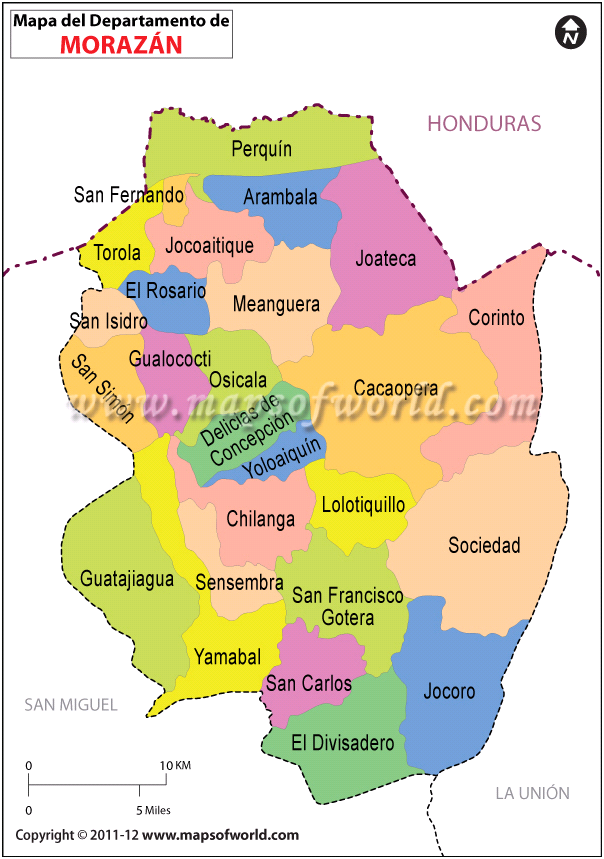 Mapa del Departamento de
MORAZÁN
N
HONDURAS
Perquín
San Fernando
Arambala
Torola
Jocoaitique
Joateca
El Rosario
Meanguera
San Isidro
Corinto
Gualococti
San Simón
Osicala
Cacaopera
www.mapsofworld.com
Delicias de
Concepción
Yoloaiquín
Chilanga
Lolotiquillo
Sociedad
Guatajiagua
Sensembra
San Francisco
Gotera
Yamabal
San Carlos
Jocoro
SAN MIGUEL
El Divisadero
0 10 KM
0 5 Miles
LA UNIÓN
Copyright © 2011-12 www.mapsofworld.com